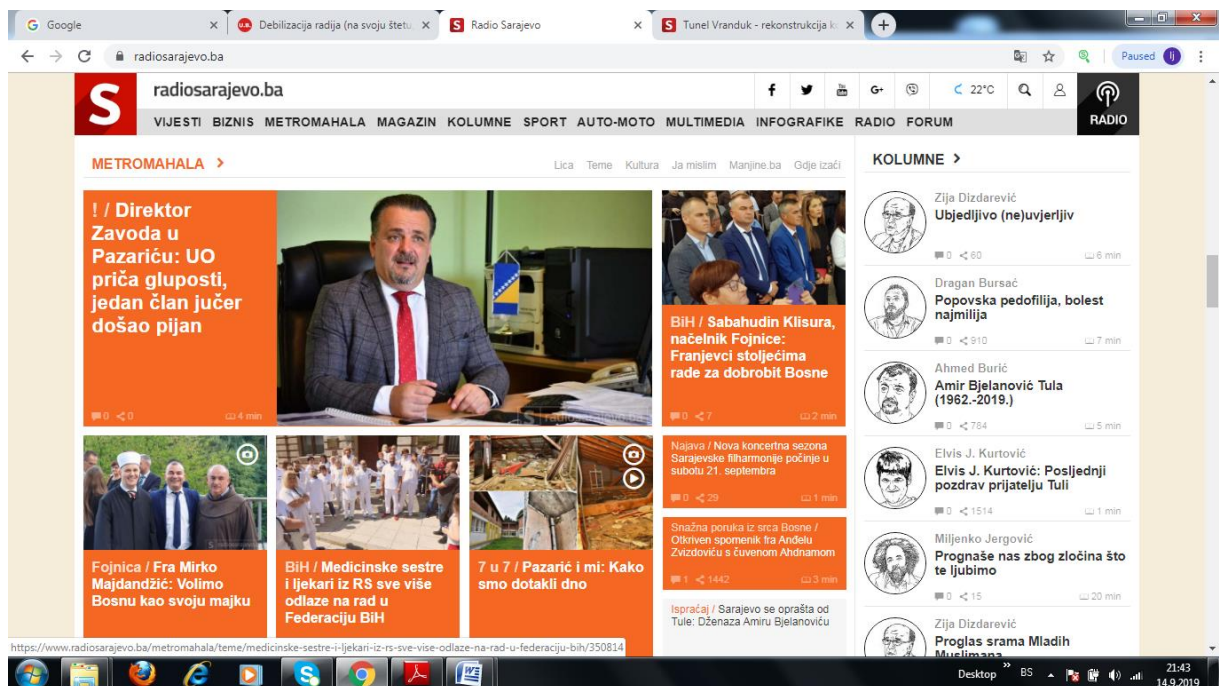 Google
Debilizacija radija (na svoju štetu
Radio Sarajevo
Tunel Vranduk - rekonstrukcija k
radiosarajevo.ba
Paused
S
radiosarajevo.ba
22°C
RADIO
VIJESTI BIZNIS METROMAHALA MAGAZIN KOLUMNE SPORT AUTO-MOTO MULTIMEDIA INFOGRAFIKE RADIO FORUM
METROMAHALA >
Lica Teme Kultura Ja mislim Manjine.ba Gdje izaći
! / Direktor
Zavoda u
Pazariću: UO
priča gluposti,
jedan član jučer
došao pijan
0 0 4 min
BiH / Sabahudin Klisura,
načelnik Fojnice:
Franjevci stoljećima
rade za dobrobit Bosne
0 7 2 min
Fojnica / Fra Mirko
Majdandžić: Volimo
Bosnu kao svoju majku
BiH / Medicinske sestre
i ljekari iz RS sve više
odlaze na rad u
Federaciju BiH
7 u 7 / Pazarić i mi: Kako
smo dotakli dno
Najava / Nova koncertna sezona
Sarajevske filharmonije počinje u
subotu 21. septembra
0 29 1 min
Snažna poruka iz srca Bosne /
Otkriven spomenik fra Anđelu
Zvizdoviću s čuvenom Ahdnamom
1 1442 3 min
Ispraćaj / Sarajevo se oprašta od
Tule: Dženaza Amiru Bjelanoviću
KOLUMNE >
Zija Dizdarević
Ubjedljivo (ne)uvjerljiv
0 60 6 min
Dragan Bursać
Popovska pedofilija, bolest
najmilija
0 910 7 min
Ahmed Burić
Amir Bjelanović Tula
(1962.-2019.)
0 784 5 min
Elvis J. Kurtović
Elvis J. Kurtović: Posljednji
pozdrav prijatelju Tuli
0 1514 1 min
Miljenko Jergović
Prognaše nas zbog zločina što
te ljubimo
0 15 20 min
Zija Dizdarević
Proglas srama Mladih
Muslimana
https://www.radiosarajevo.ba/metromahala/teme/medicinske-sestre-i-ljekari-iz-rs-sve-vise-odlaze-na-rad-u-federaciju-bih/350814
Desktop
BS
21:43
14.9.2019